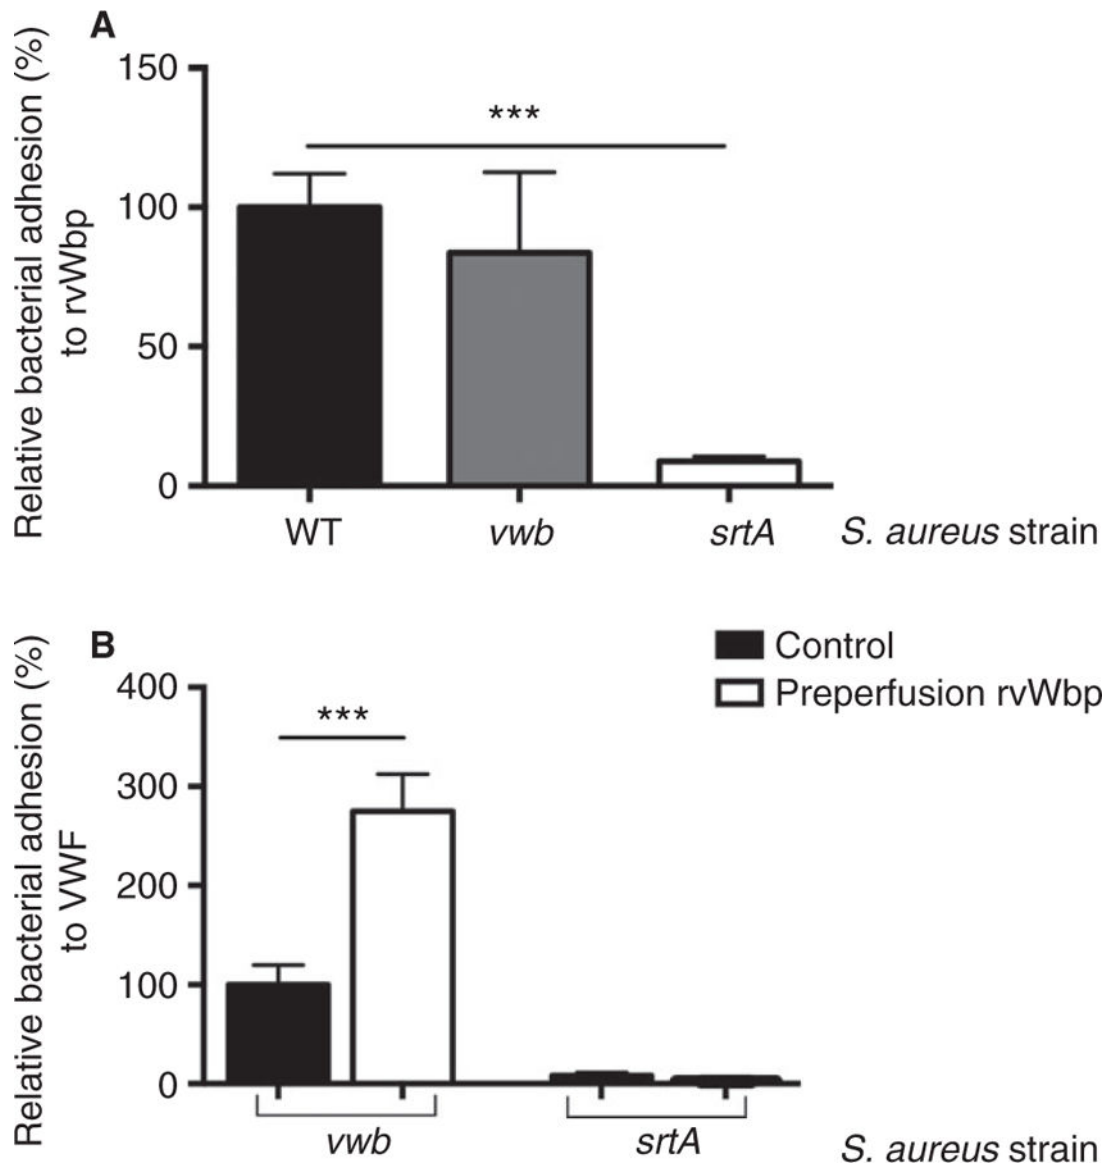 A
Relative bacterial adhesion (%)
to rvWbp
150
***
100
50
0
WT
vwb
srtA
S. aureus strain
B
Control
Preperfusion rvWbp
Relative bacterial adhesion (%)
to VWF
400
***
300
200
100
0
vwb
srtA
S. aureus strain